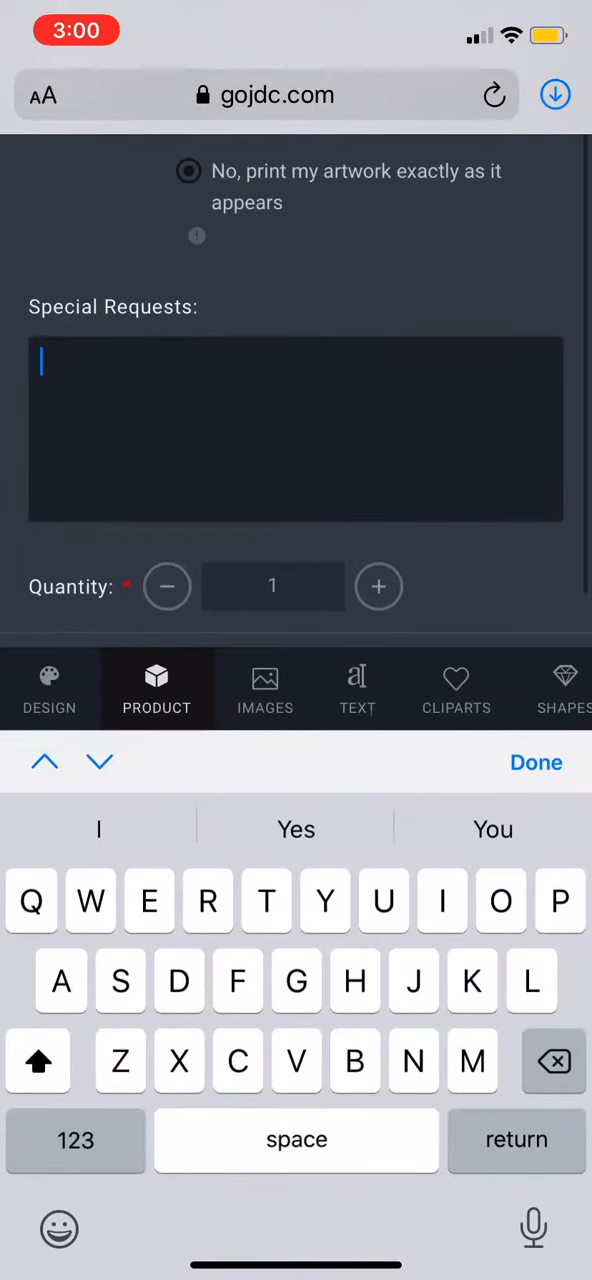 3:00
AA gojdc.com
No, print my artwork exactly as it
appears
Special Requests:
Quantity: * − 1 +
DESIGN PRODUCT IMAGES TEXT CLIPARTS SHAPES
Done
I Yes You
Q W E R T Y U I O P
A S D F G H J K L
Z X C V B N M
123 space return